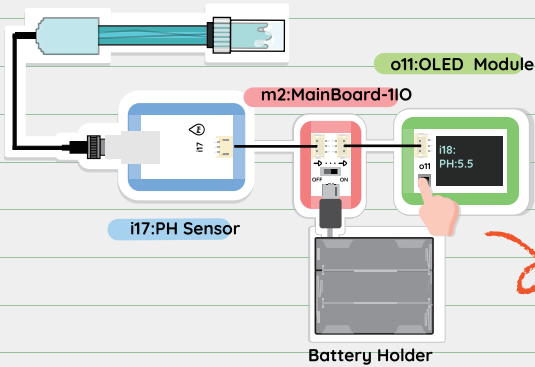 o11:OLED Module
m2:MainBoard-1IO
i17
o11
i18:
PH:5.5
OFF ON
i17:PH Sensor
Battery Holder